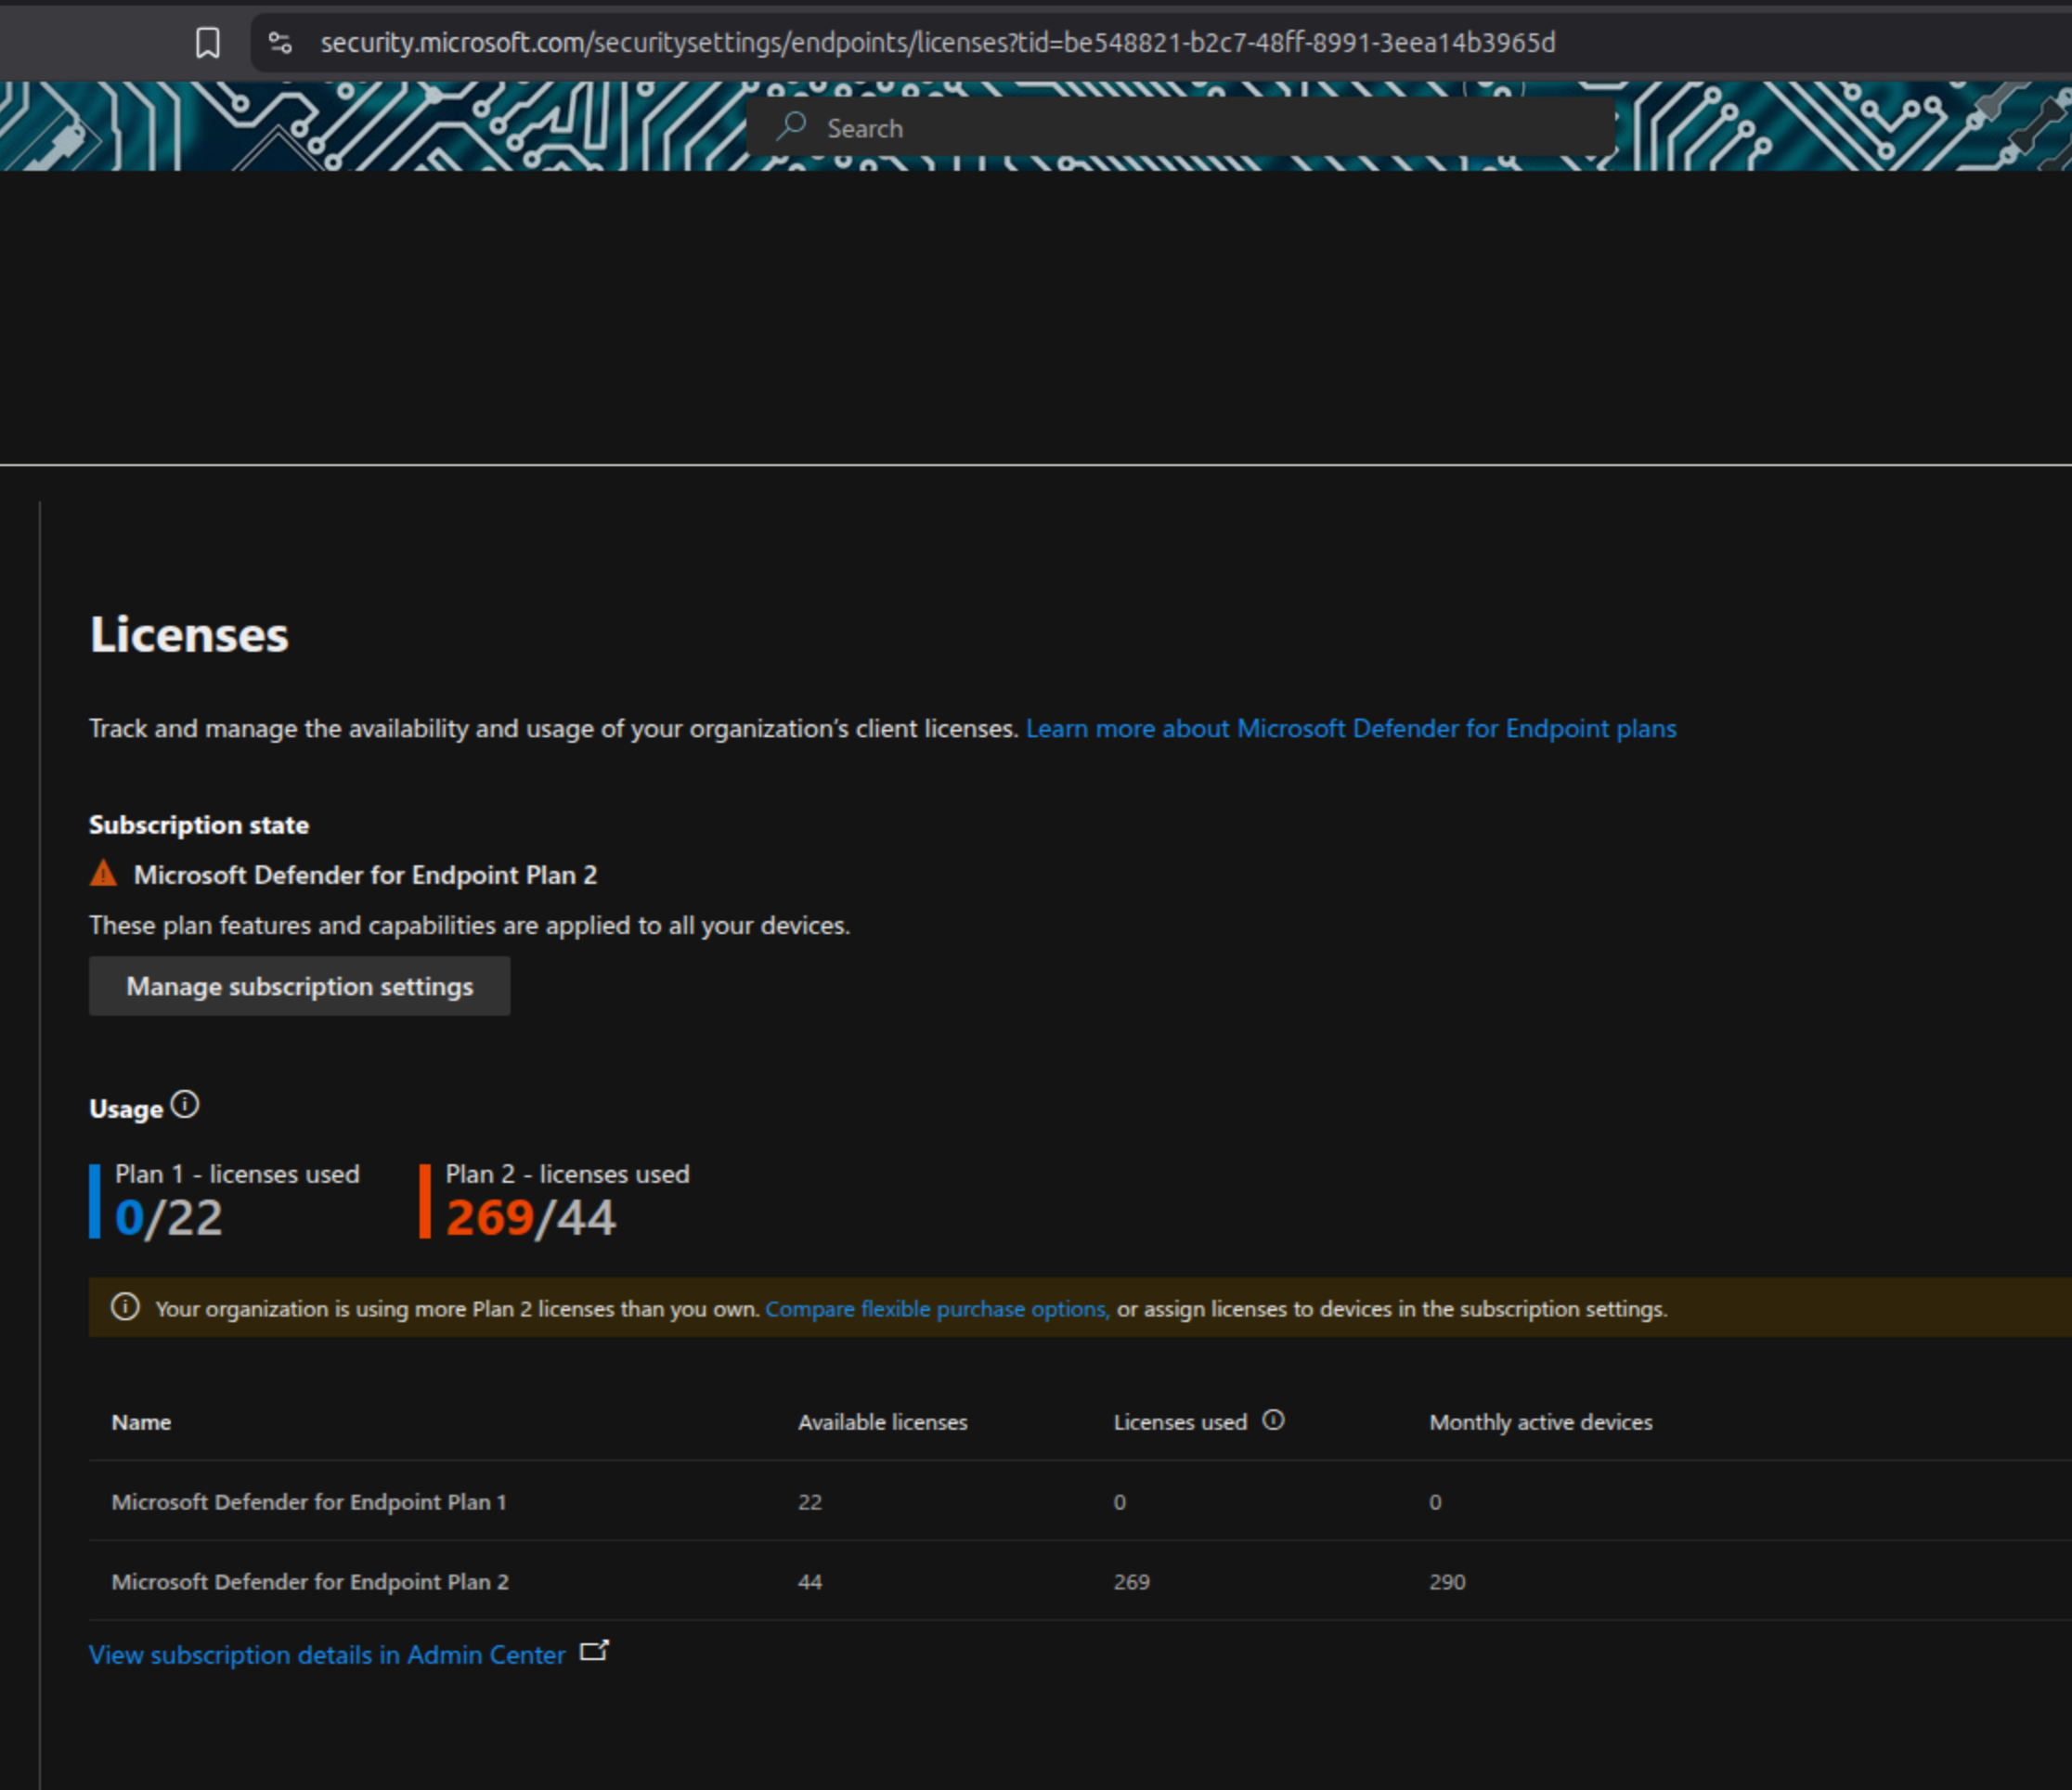 security.microsoft.com/securitysettings/endpoints/licenses?tid=be548821-b2c7-48ff-8991-3eea14b3965d
Search
Licenses
Track and manage the availability and usage of your organization's client licenses. Learn more about Microsoft Defender for Endpoint plans
Subscription state
Microsoft Defender for Endpoint Plan 2
These plan features and capabilities are applied to all your devices.
Manage subscription settings
Usage
Plan 1 - licenses used Plan 2 - licenses used
0/22 269/44
Your organization is using more Plan 2 licenses than you own. Compare flexible purchase options, or assign licenses to devices in the subscription settings.
Name Available licenses Licenses used Monthly active devices
Microsoft Defender for Endpoint Plan 1 22 0 0
Microsoft Defender for Endpoint Plan 2 44 269 290
View subscription details in Admin Center